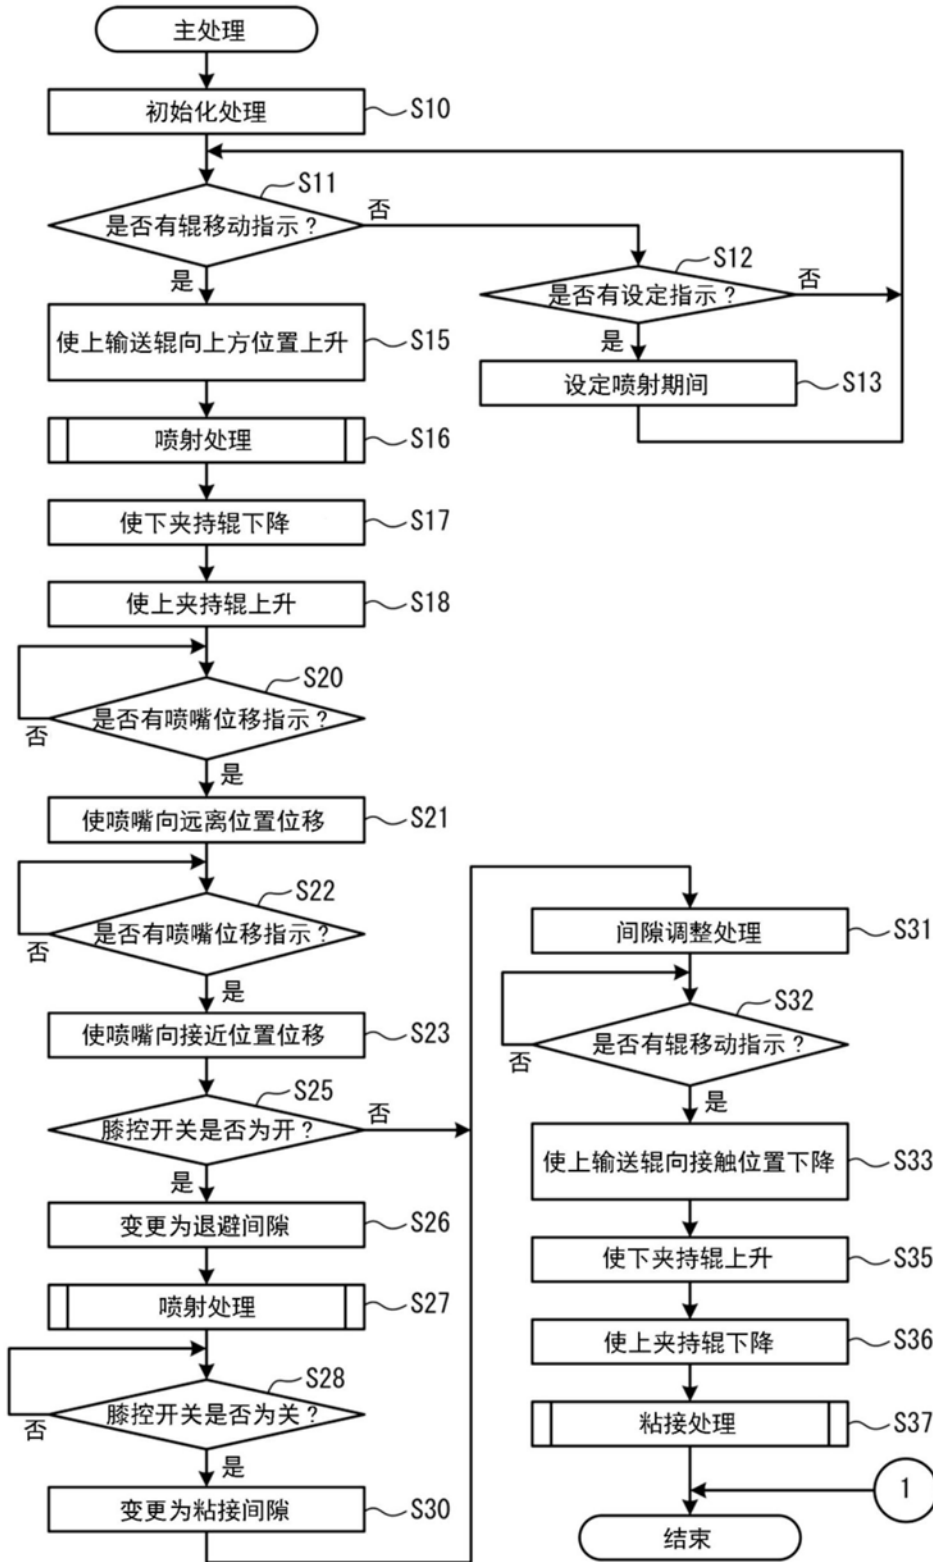 主处理
初始化处理
S10
S11
是否有辊移动指示？
否
是
S12
是否有设定指示？
否
是
设定喷射期间
S13
使上输送辊向上方位置上升
S15
喷射处理
S16
使下夹持辊下降
S17
使上夹持辊上升
S18
S20
是否有喷嘴位移指示？
否
是
使喷嘴向远离位置位移
S21
S22
是否有喷嘴位移指示？
否
是
使喷嘴向接近位置位移
S23
S25
膝控开关是否为开？
否
是
变更为退避间隙
S26
喷射处理
S27
S28
膝控开关是否为关？
否
是
变更为粘接间隙
S30
间隙调整处理
S31
S32
是否有辊移动指示？
否
是
使上输送辊向接触位置下降
S33
使下夹持辊上升
S35
使上夹持辊下降
S36
粘接处理
S37
1
结束